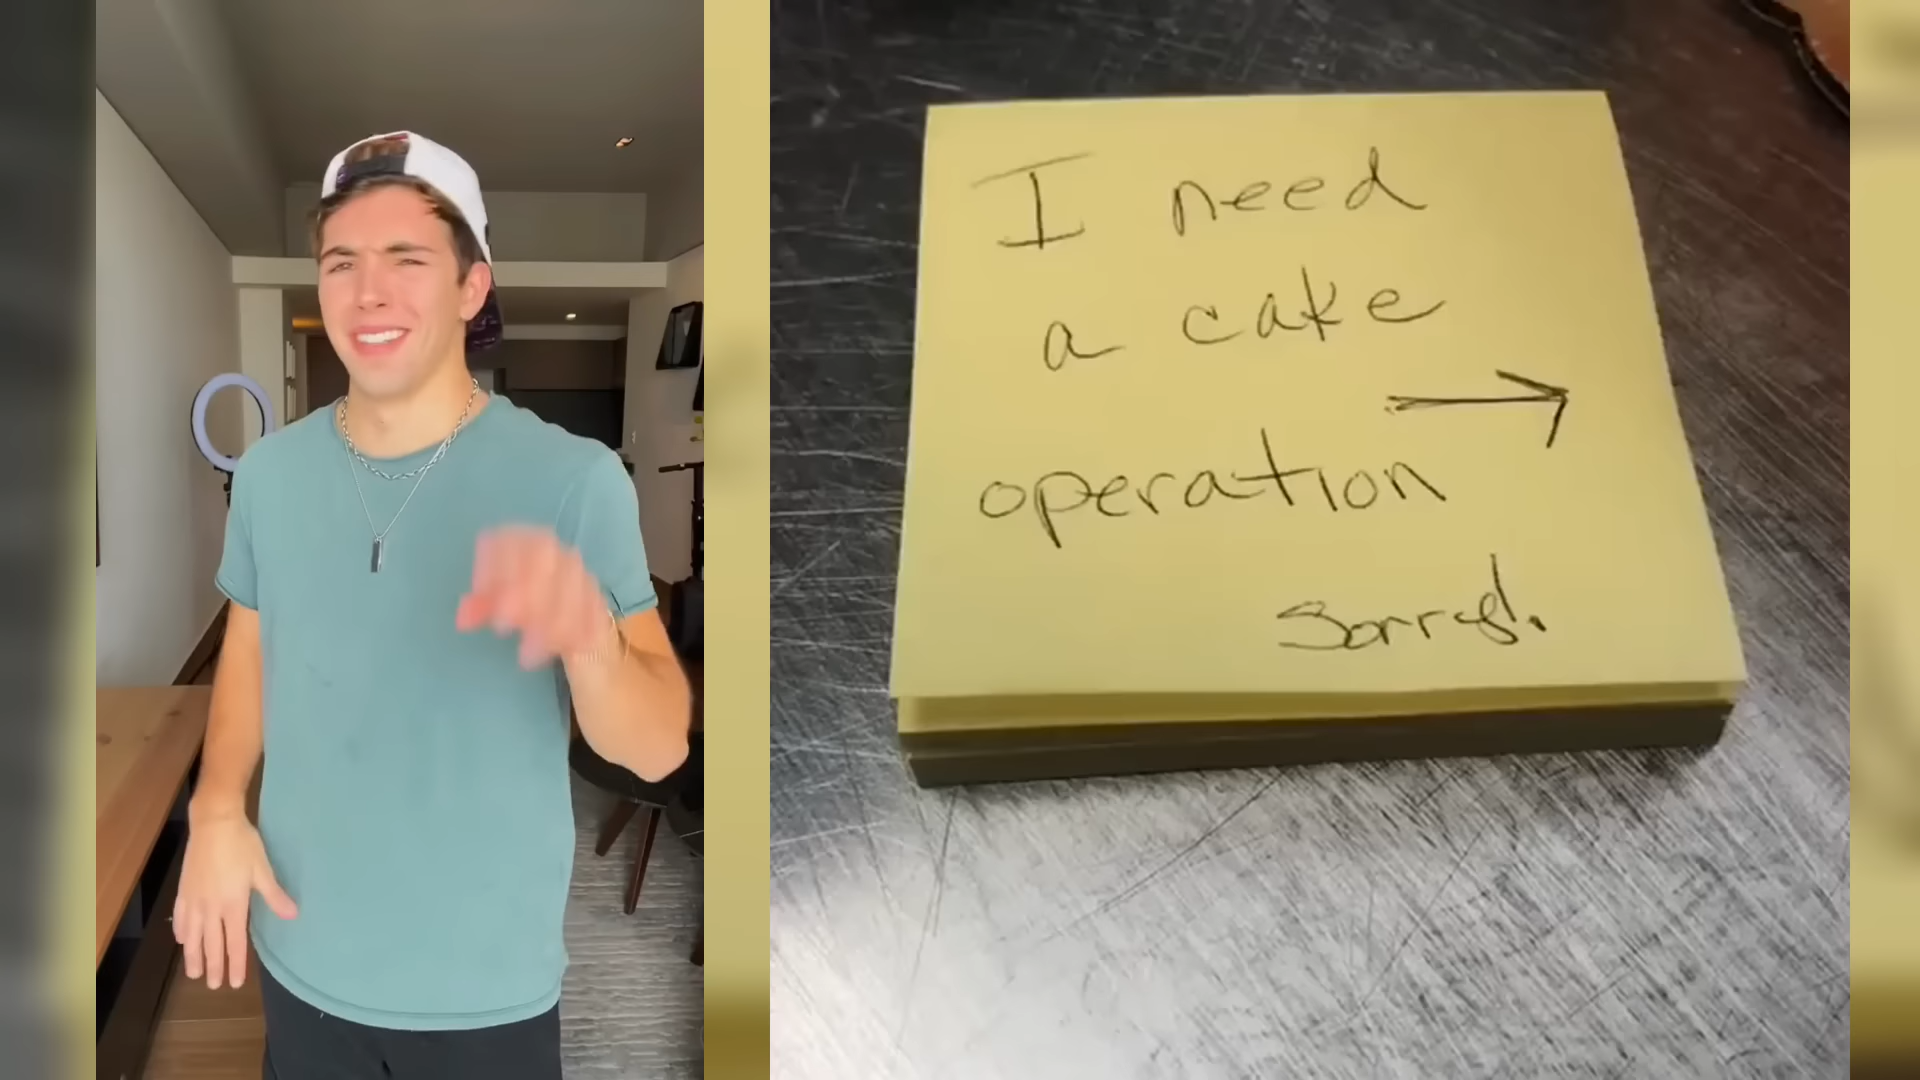 I need
a cake
→
operation
sorry!.